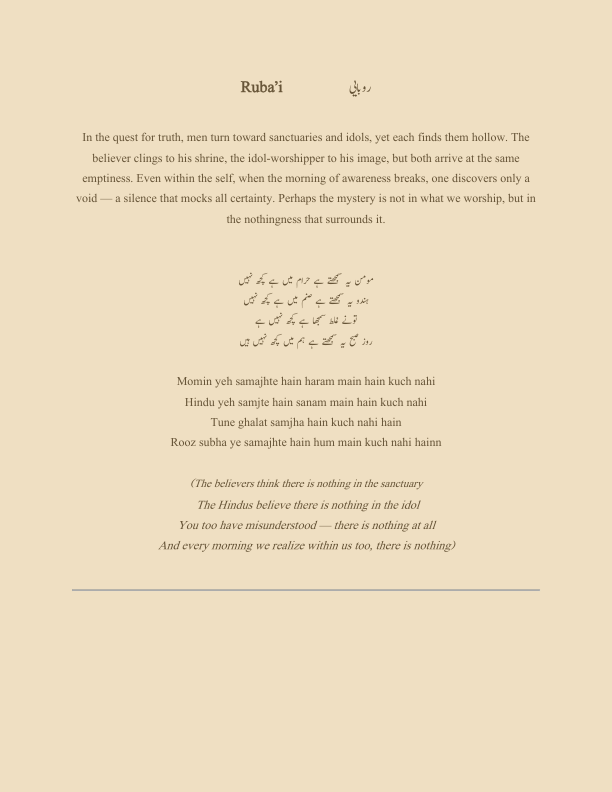 Ruba’i روبایی
In the quest for truth, men turn toward sanctuaries and idols, yet each finds them hollow. The
believer clings to his shrine, the idol-worshipper to his image, but both arrive at the same
emptiness. Even within the self, when the morning of awareness breaks, one discovers only a
void — a silence that mocks all certainty. Perhaps the mystery is not in what we worship, but in
the nothingness that surrounds it.
مومن یہ سمجھتے ہے حرام میں ہے کچھ نہیں
ہندو یہ سمجھتے ہے صنم میں ہے کچھ نہیں
تونے غلط سمجھا ہے کچھ نہیں ہے
روز صبح یہ سمجھتے ہے ہم میں کچھ نہیں ہیں
Momin yeh samajhte hain haram main hain kuch nahi
Hindu yeh samjte hain sanam main hain kuch nahi
Tune ghalat samjha hain kuch nahi hain
Rooz subha ye samajhte hain hum main kuch nahi hainn
(The believers think there is nothing in the sanctuary
The Hindus believe there is nothing in the idol
You too have misunderstood — there is nothing at all
And every morning we realize within us too, there is nothing)